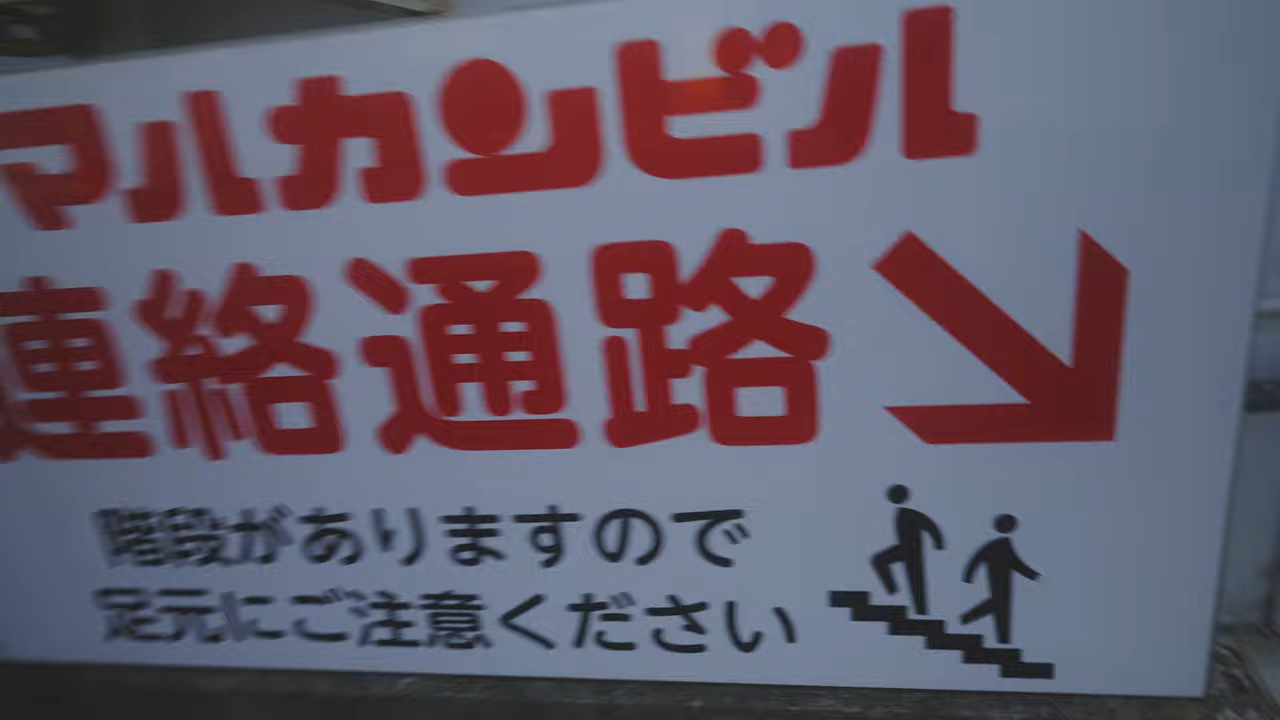 マルカンビル
連絡通路
階段がありますので
足元にご注意ください